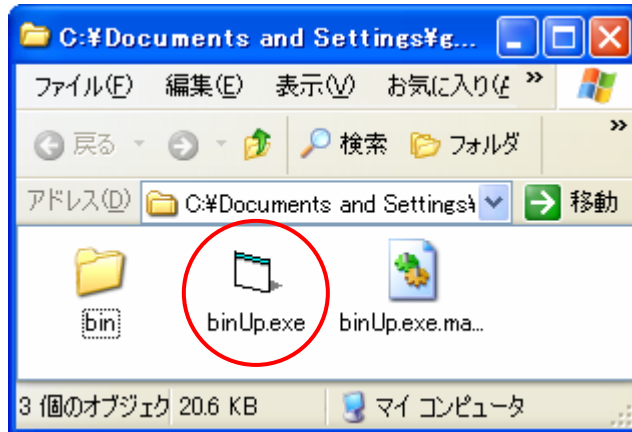 C:¥Documents and Settings¥g...
ファイル(F) 編集(E) 表示(V) お気に入り(A »
戻る 検索 フォルダ »
アドレス(D) C:¥Documents and Settings¥ 移動
bin binUp.exe binUp.exe.ma...
3 個のオブジェク 20.6 KB マイ コンピュータ